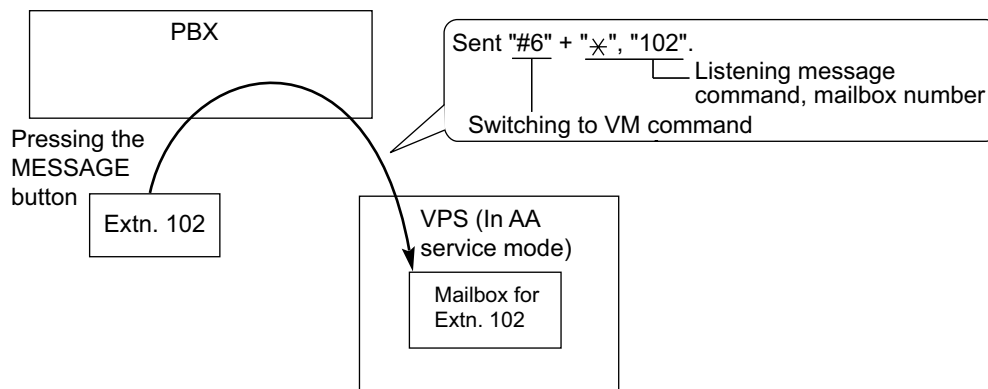 PBX
Sent "#6" + "⚹", "102".
Listening message
command, mailbox number
Switching to VM command
Pressing the
MESSAGE
button
Extn. 102
VPS (In AA
service mode)
Mailbox for
Extn. 102